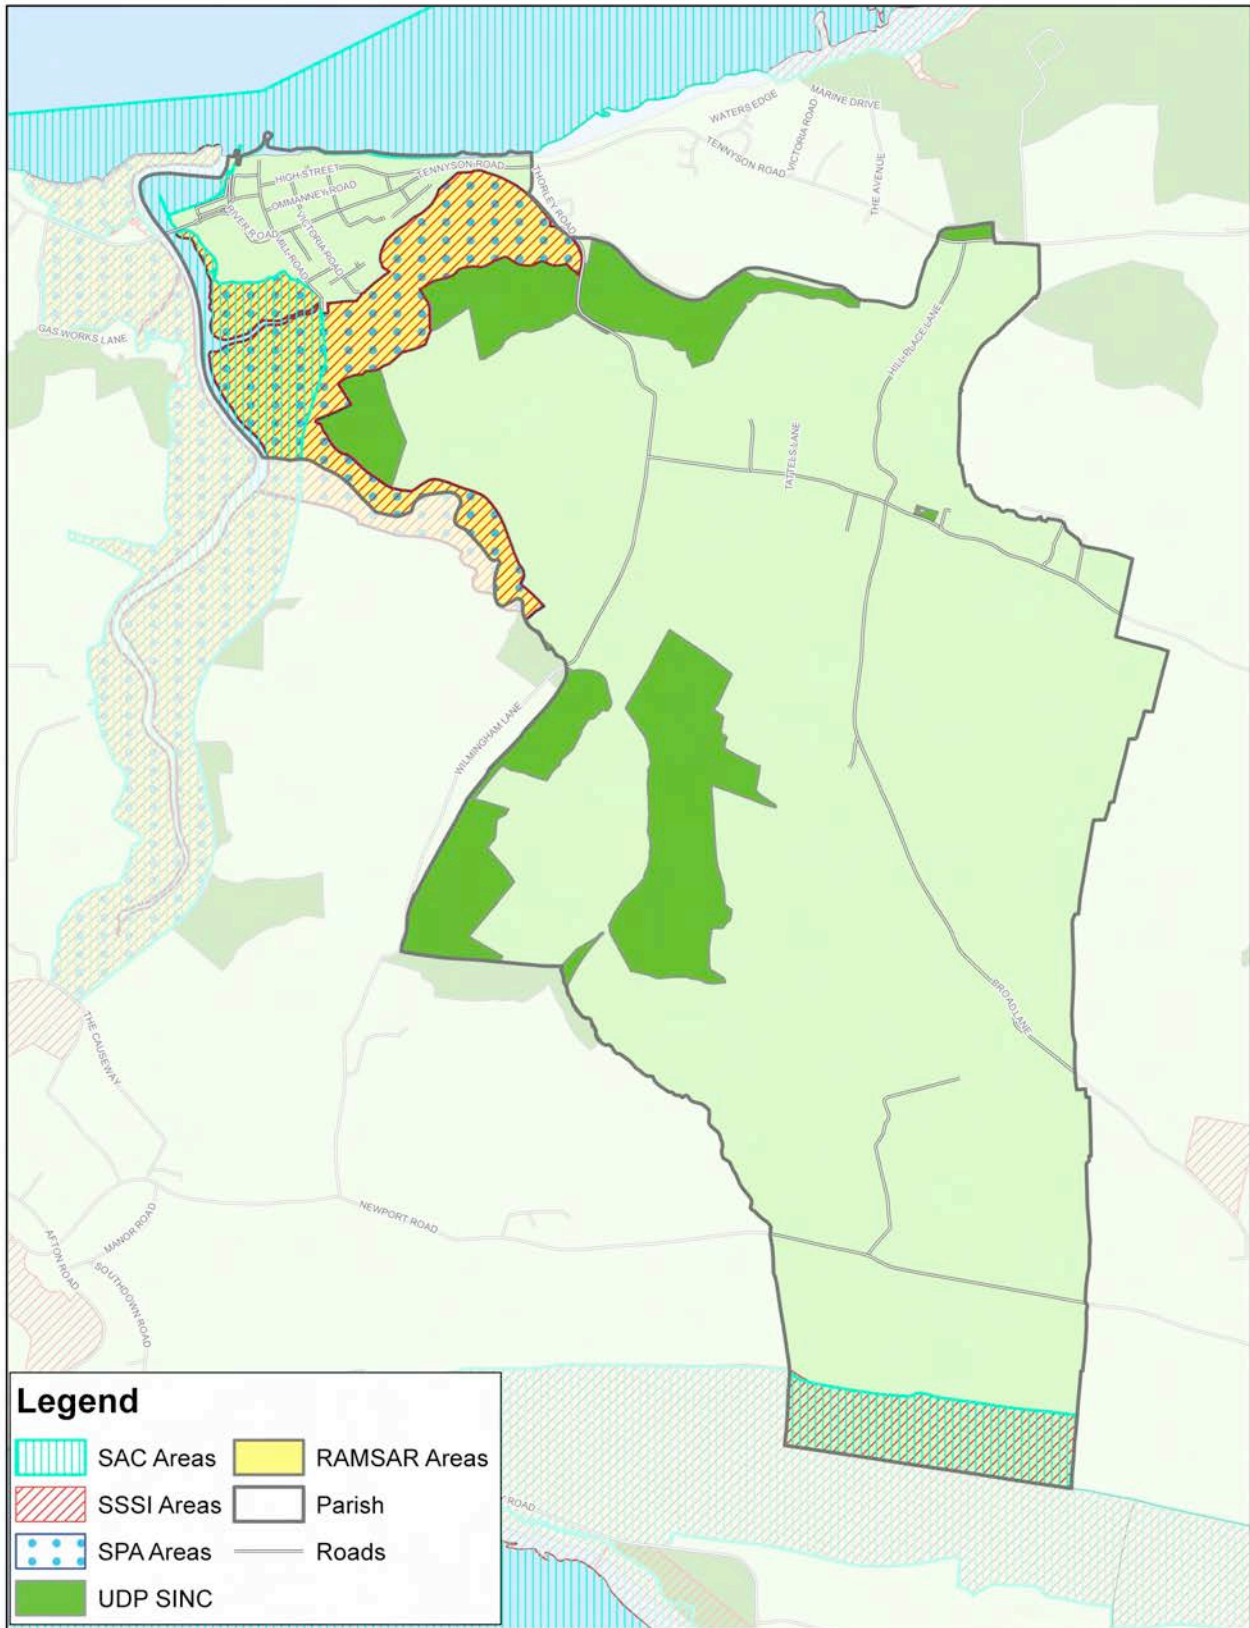 MARINE DRIVE
WATERS EDGE
VICTORIA ROAD
TENNYSON ROAD
THE AVENUE
HIGH STREET
TENNYSON ROAD
THORLEY ROAD
OMMANNEY ROAD
RIVER ROAD
MILL ROAD
VICTORIA ROAD
GAS WORKS LANE
HILL PLACE LANE
TATTELS LANE
WILMINGHAM LANE
BROAD LANE
THE CAUSEWAY
NEWPORT ROAD
MANOR ROAD
AFTON ROAD
SOUTHDOWN ROAD
ROAD
Legend
SAC Areas
RAMSAR Areas
SSSI Areas
Parish
SPA Areas
Roads
UDP SINC